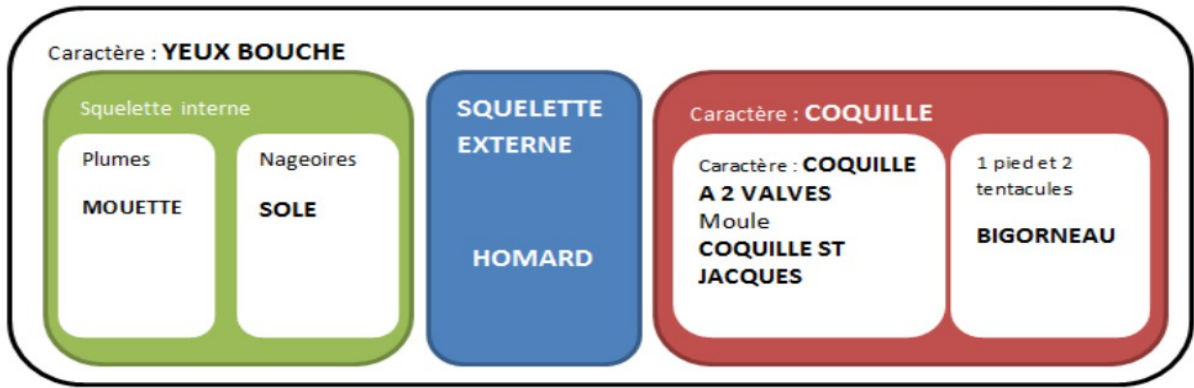 Caractère : YEUX BOUCHE
Squelette interne
Plumes
MOUETTE
Nageoires
SOLE
SQUELETTE
EXTERNE
HOMARD
Caractère : COQUILLE
Caractère : COQUILLE
A 2 VALVES
Moule
COQUILLE ST
JACQUES
1 pied et 2
tentacules
BIGORNEAU